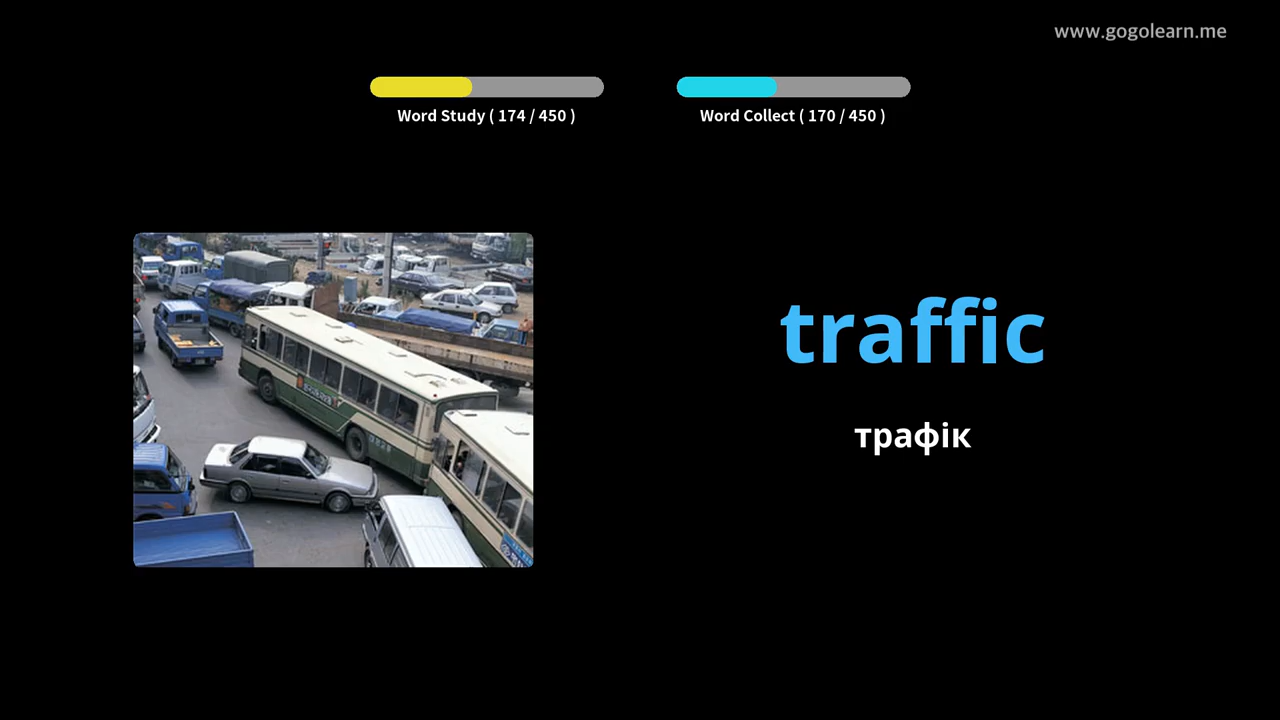 www.gogolearn.me
Word Study ( 174 / 450 )
Word Collect ( 170 / 450 )
traffic
трафік